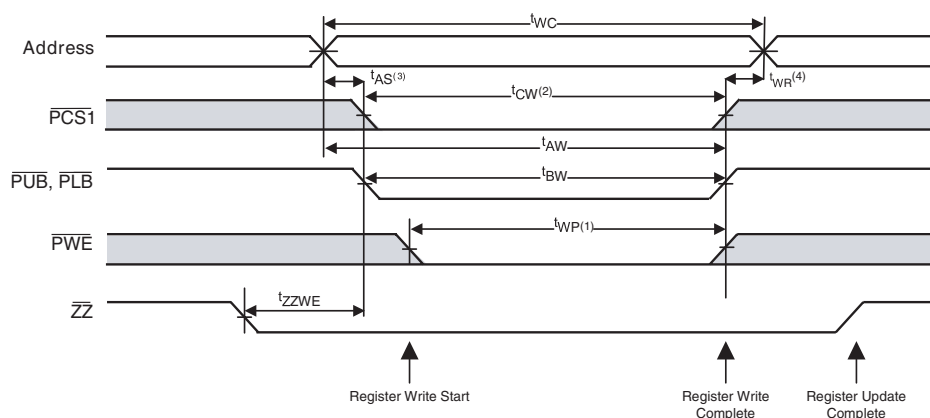 tWC
Address
tAS(3)
tWR(4)
tCW(2)
PCS1
tAW
PUB, PLB
tBW
PWE
tWP(1)
tZZWE
ZZ
Register Write Start
Register Write
Complete
Register Update
Complete